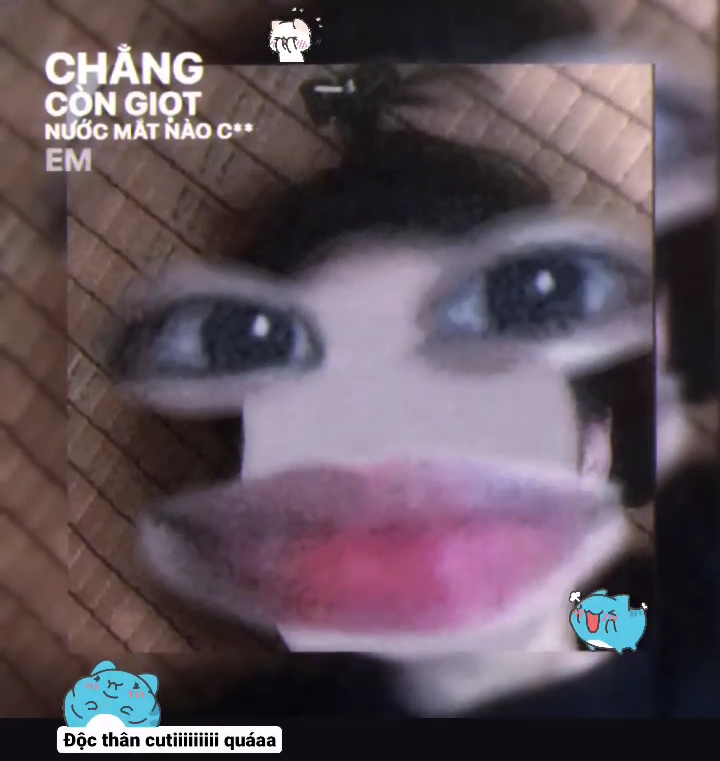 CHẲNG
CÒN GIỌT
NƯỚC MẮT NÀO C**
EM
Độc thân cutiiiiiiiii quáaa